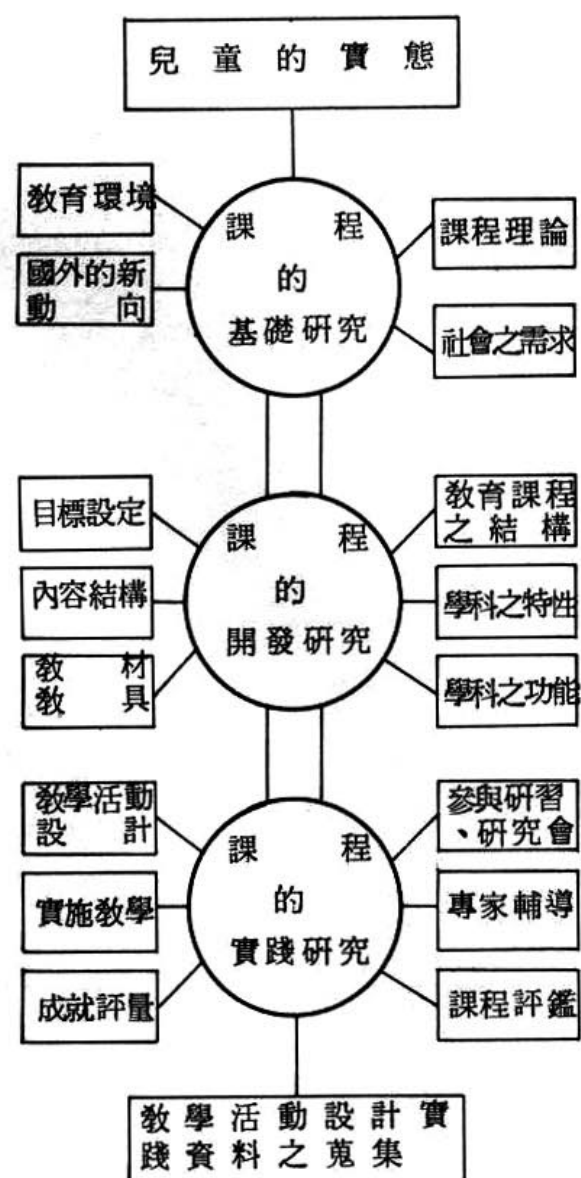 兒童的實態
教育環境
國外的新
動向
課程
的
基礎研究
課程理論
社會之需求
目標設定
內容結構
教材
教具
課程
的
開發研究
教育課程
之結構
學科之特性
學科之功能
教學活動
設計
實施教學
成就評量
課程
的
實踐研究
參與研習
、研究會
專家輔導
課程評鑑
教學活動設計實
踐資料之蒐集